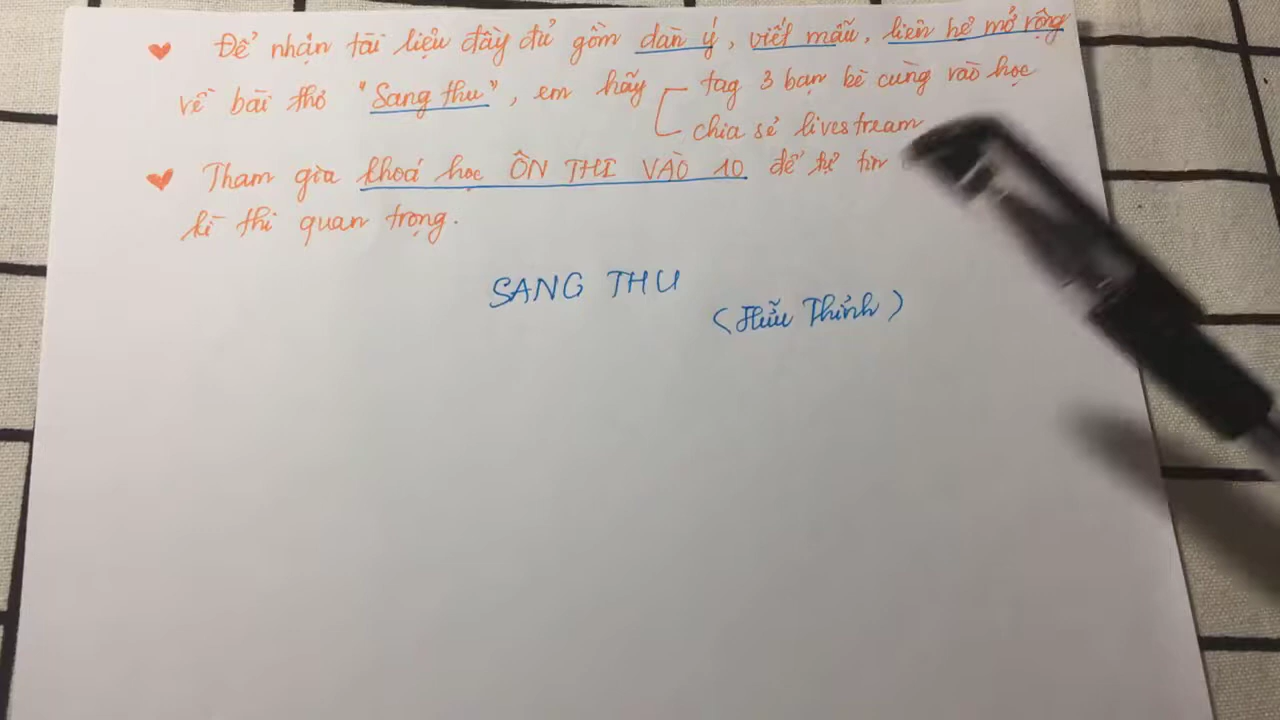 Để nhận tài liệu đầy đủ gồm dàn ý, viết mẫu, liên hệ mở rộng
về bài thơ "Sang thu", em hãy tag 3 bạn bè cùng vào học
chia sẻ livestream
Tham gia khoá học ÔN THI VÀO 10 để tự tin
kì thi quan trọng.
SANG THU
(Hữu Thỉnh)